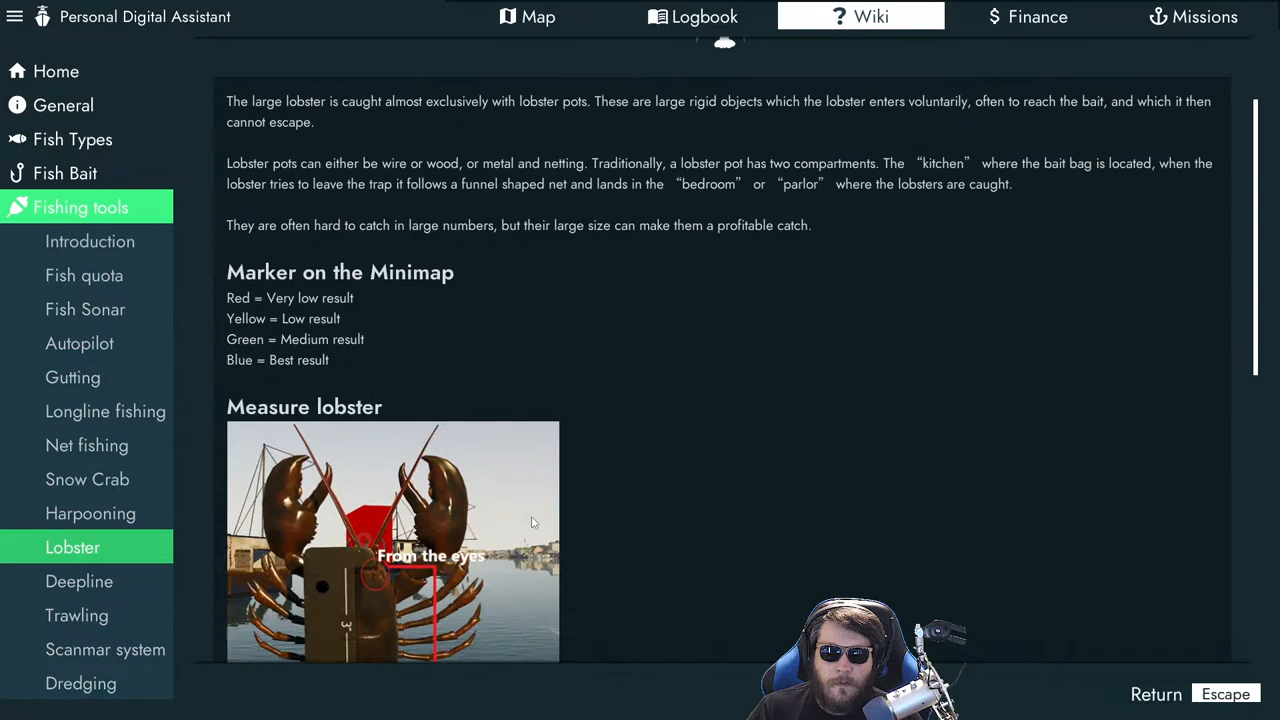 Personal Digital Assistant
Map
Logbook
? Wiki
$ Finance
Missions
Home
General
Fish Types
Fish Bait
Fishing tools
Introduction
Fish quota
Fish Sonar
Autopilot
Gutting
Longline fishing
Net fishing
Snow Crab
Harpooning
Lobster
Deepline
Trawling
Scanmar system
Dredging
The large lobster is caught almost exclusively with lobster pots. These are large rigid objects which the lobster enters voluntarily, often to reach the bait, and which it then
cannot escape.
Lobster pots can either be wire or wood, or metal and netting. Traditionally, a lobster pot has two compartments. The “kitchen” where the bait bag is located, when the
lobster tries to leave the trap it follows a funnel shaped net and lands in the “bedroom” or “parlor” where the lobsters are caught.
They are often hard to catch in large numbers, but their large size can make them a profitable catch.
Marker on the Minimap
Red = Very low result
Yellow = Low result
Green = Medium result
Blue = Best result
Measure lobster
From the eyes
3"
Return Escape